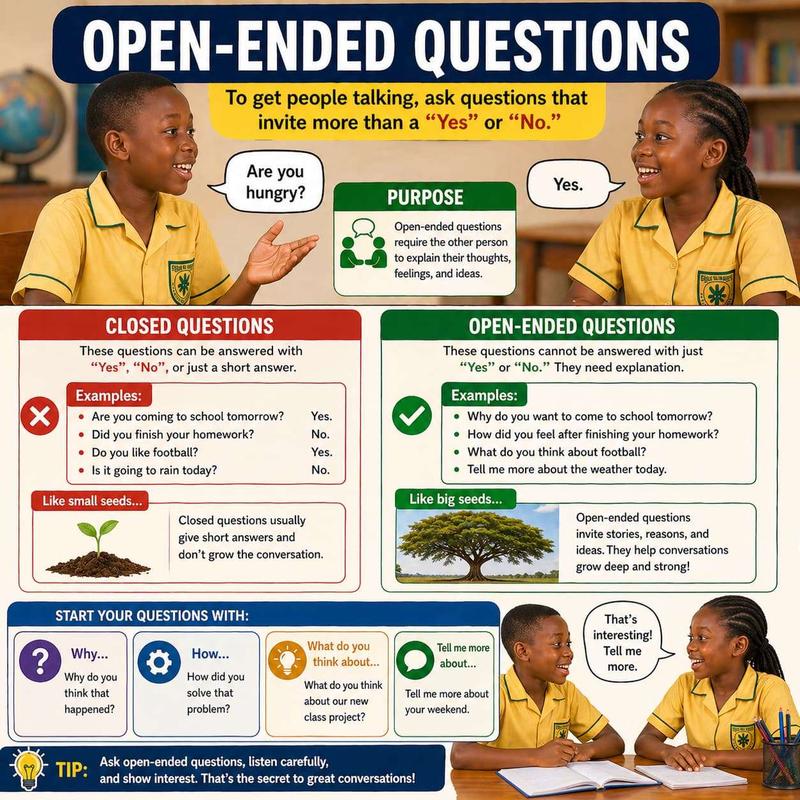 OPEN-ENDED QUESTIONS
To get people talking, ask questions that
invite more than a “Yes” or “No.”
Are you
hungry?
Yes.
PURPOSE
Open-ended questions
require the other person
to explain their thoughts,
feelings, and ideas.
CLOSED QUESTIONS
These questions can be answered with
“Yes”, “No”, or just a short answer.
Examples:
• Are you coming to school tomorrow? Yes.
• Did you finish your homework? No.
• Do you like football? Yes.
• Is it going to rain today? No.
Like small seeds...
Closed questions usually
give short answers and
don’t grow the conversation.
OPEN-ENDED QUESTIONS
These questions cannot be answered with just
“Yes” or “No.” They need explanation.
Examples:
• Why do you want to come to school tomorrow?
• How did you feel after finishing your homework?
• What do you think about football?
• Tell me more about the weather today.
Like big seeds...
Open-ended questions
invite stories, reasons, and
ideas. They help conversations
grow deep and strong!
START YOUR QUESTIONS WITH:
?
Why...
Why do you
think that
happened?
How...
How did you
solve that
problem?
What do you
think about...
What do you think
about our new
class project?
Tell me more
about...
Tell me more about
your weekend.
That’s
interesting!
Tell me
more.
TIP:
Ask open-ended questions, listen carefully,
and show interest. That’s the secret to great conversations!